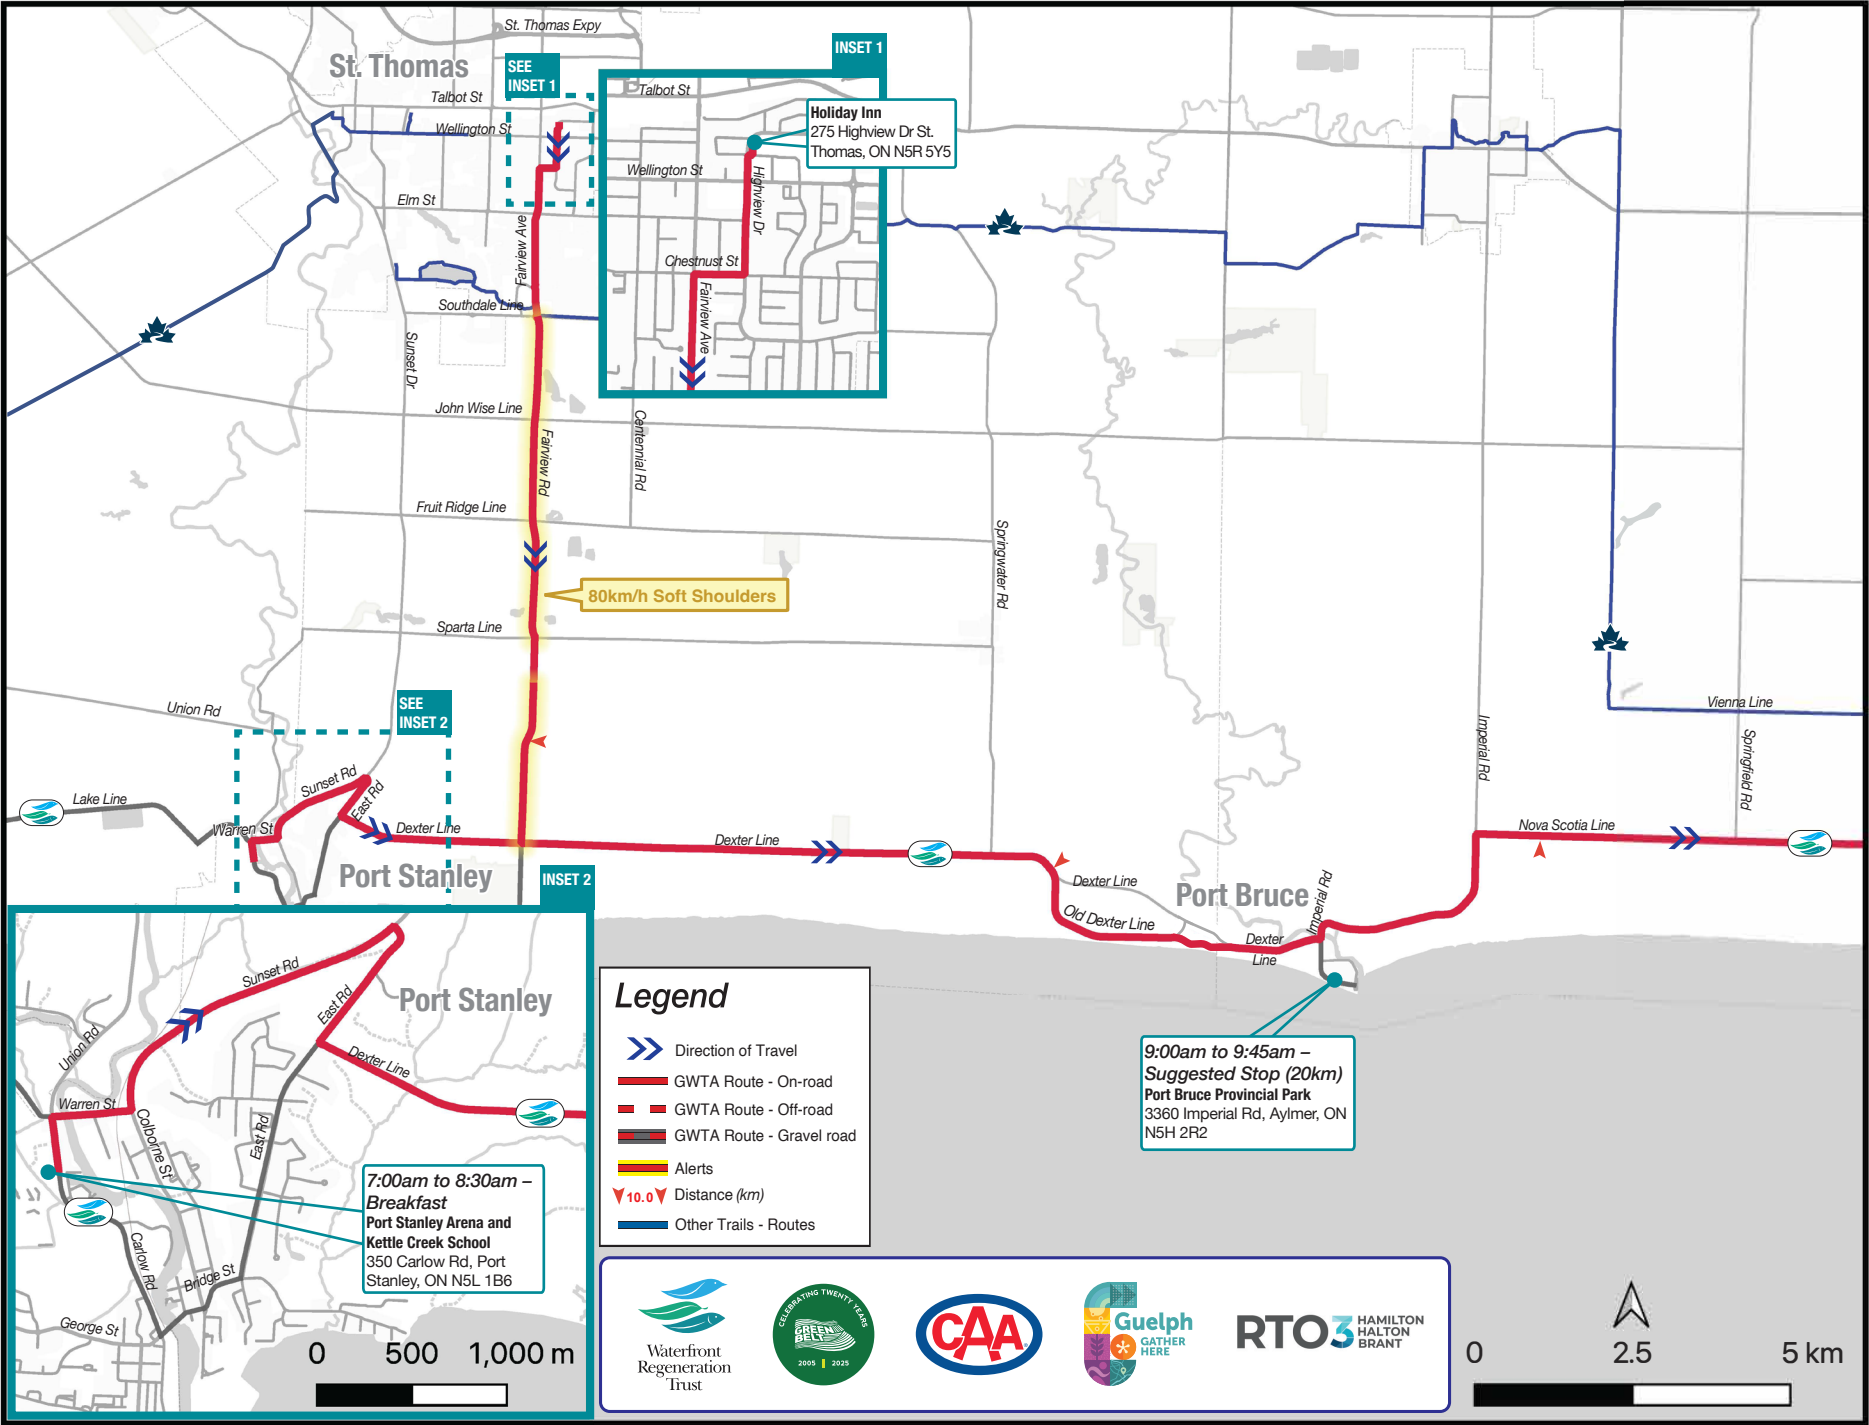 St. Thomas Expy
St. Thomas
SEE
INSET 1
INSET 1
Talbot St
Talbot St
Holiday Inn
275 Highview Dr St.
Thomas, ON N5R 5Y5
Wellington St
Wellington St
Highview Dr
Elm St
Fairview Ave
Chestnust St
Fairview Ave
Southdale Line
Sunset Dr
John Wise Line
Centennial Rd
Fairview Rd
Fruit Ridge Line
Springwater Rd
80km/h Soft Shoulders
Sparta Line
Union Rd
SEE
INSET 2
Vienna Line
Imperial Rd
Springfield Rd
Sunset Rd
East Rd
Lake Line
Warren St
Dexter Line
Dexter Line
Nova Scotia Line
Port Stanley
INSET 2
Dexter Line
Port Bruce
Imperial Rd
Old Dexter Line
Dexter
Line
Sunset Rd
East Rd
Port Stanley
Union Rd
Dexter Line
Warren St
Colborne St
East Rd
7:00am to 8:30am –
Breakfast
Port Stanley Arena and
Kettle Creek School
350 Carlow Rd, Port
Stanley, ON N5L 1B6
Carlow Rd
Bridge St
George St
0 500 1,000 m
Legend
Direction of Travel
GWTA Route - On-road
GWTA Route - Off-road
GWTA Route - Gravel road
Alerts
10.0 Distance (km)
Other Trails - Routes
9:00am to 9:45am –
Suggested Stop (20km)
Port Bruce Provincial Park
3360 Imperial Rd, Aylmer, ON
N5H 2R2
Waterfront
Regeneration
Trust
CELEBRATING TWENTY YEARS
GREEN
BELT
2005 | 2025
CAA
Guelph
GATHER
HERE
RTO3
HAMILTON
HALTON
BRANT
0 2.5 5 km